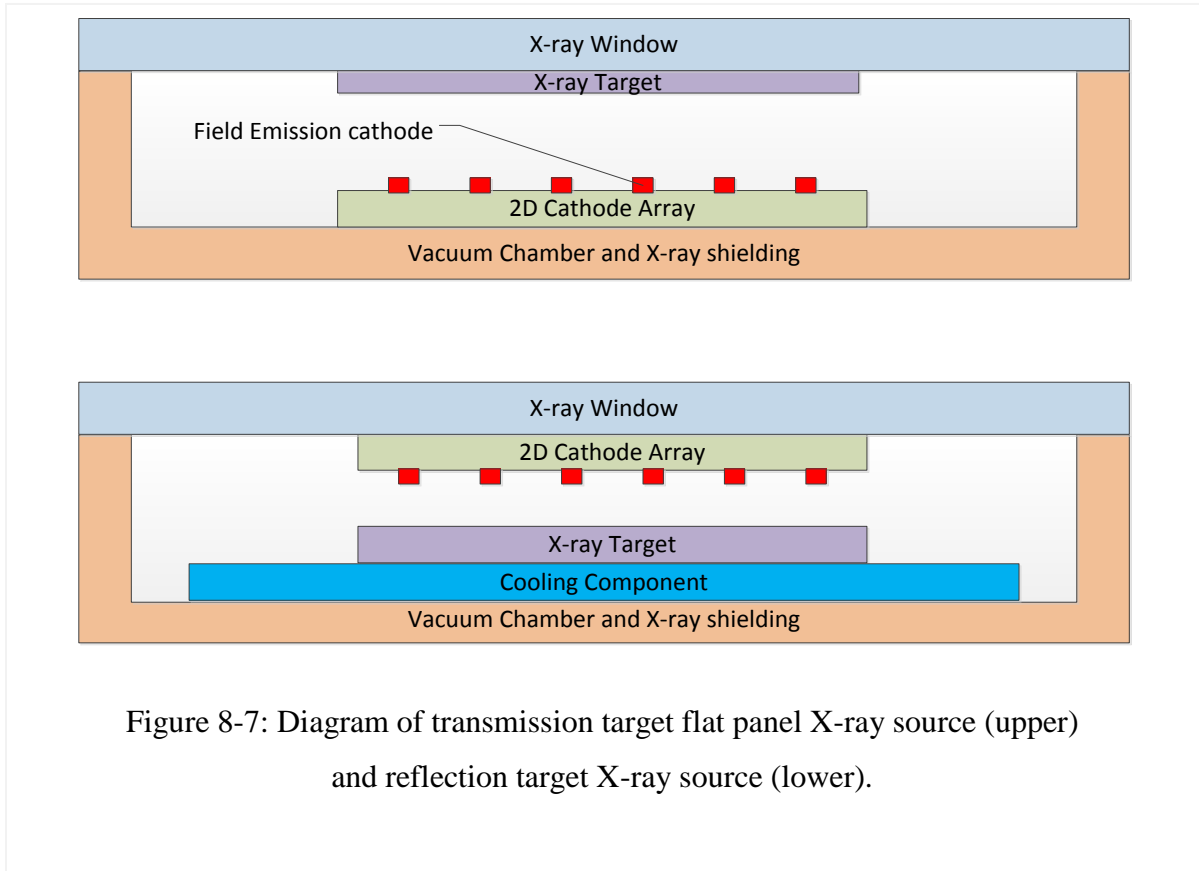 X-ray Window
X-ray Target
Field Emission cathode
2D Cathode Array
Vacuum Chamber and X-ray shielding
X-ray Window
2D Cathode Array
X-ray Target
Cooling Component
Vacuum Chamber and X-ray shielding
Figure 8-7: Diagram of transmission target flat panel X-ray source (upper)
and reflection target X-ray source (lower).